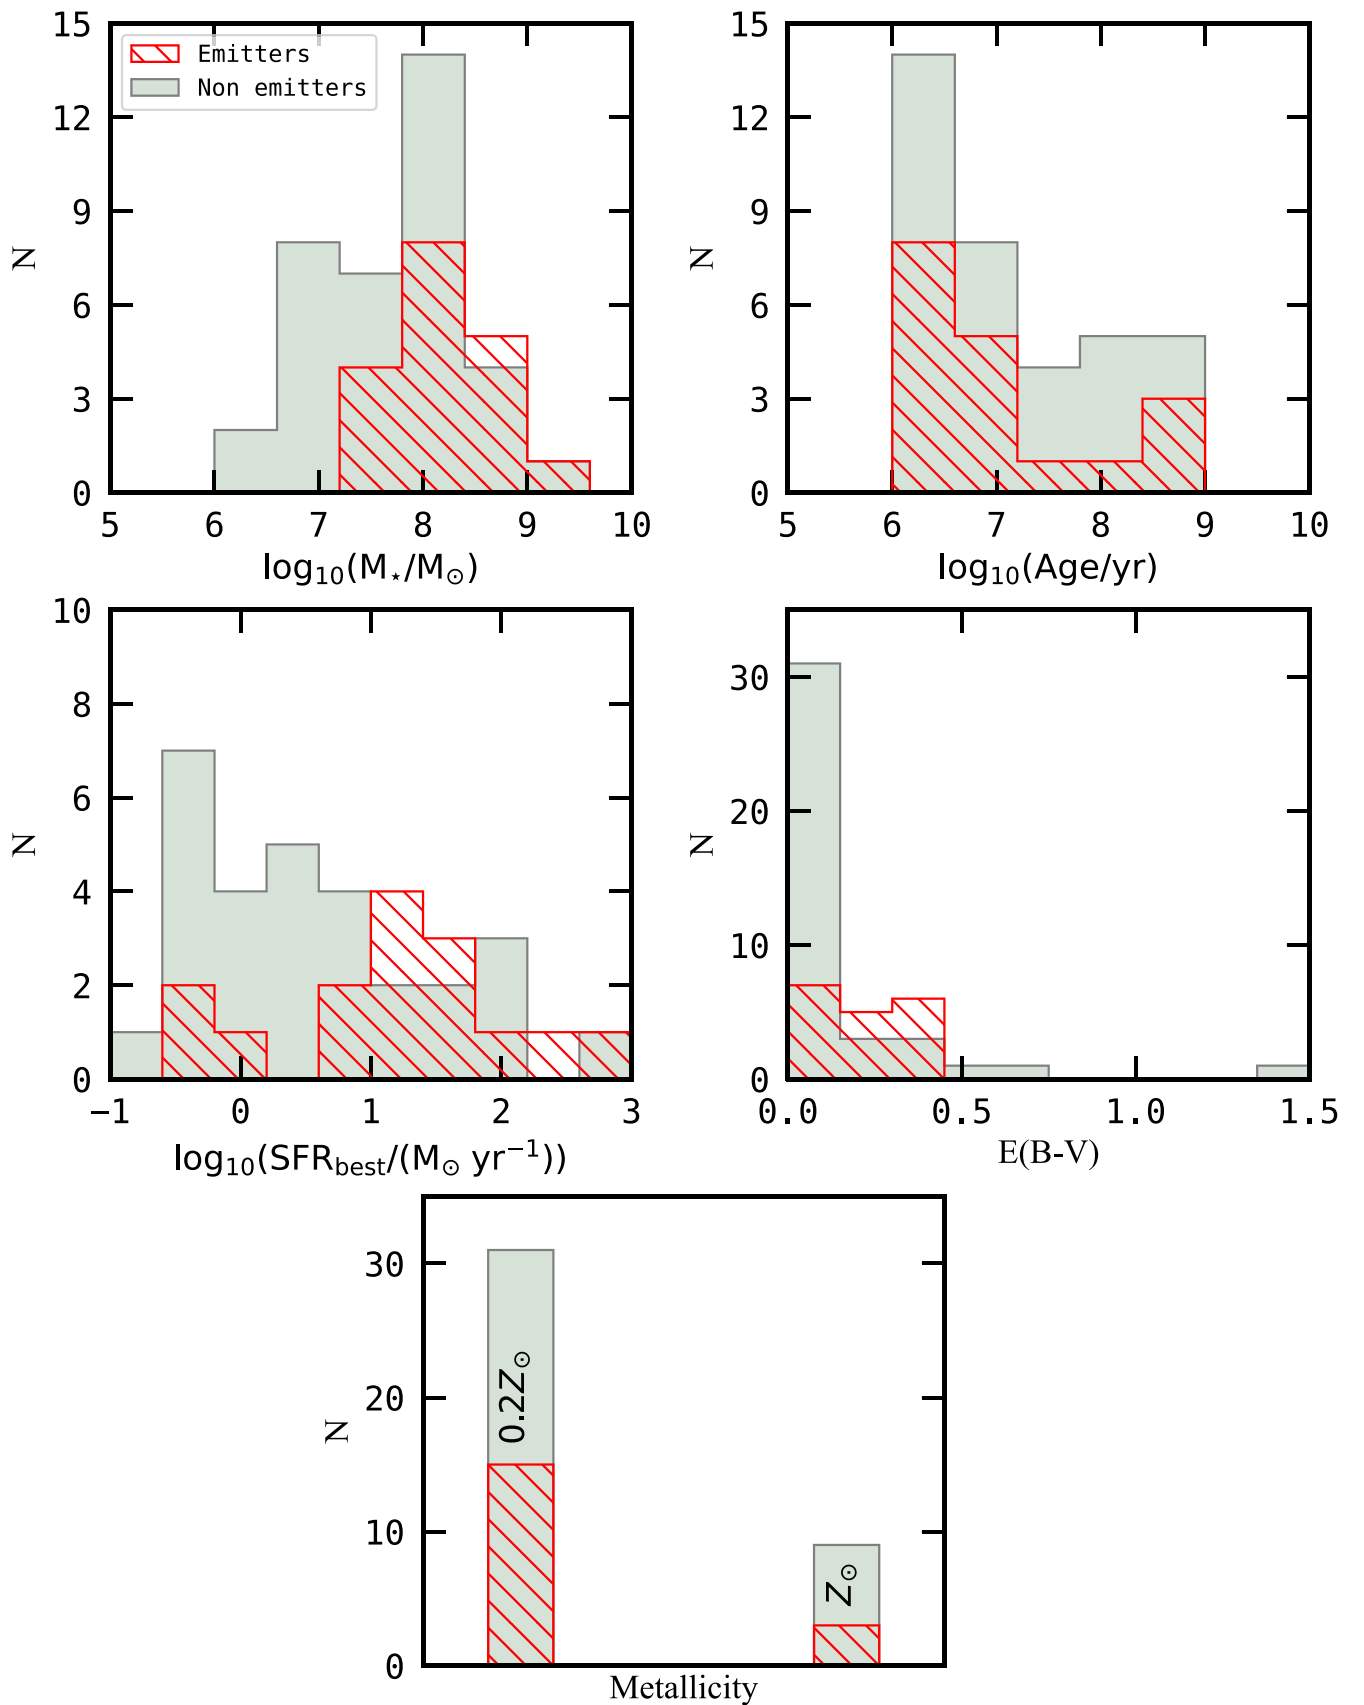 15
12
9
6
3
0
N
Emitters
Non emitters
5 6 7 8 9 10
log₁₀(M⋆/M⊙)
15
12
9
6
3
0
N
5 6 7 8 9 10
log₁₀(Age/yr)
10
8
6
4
2
0
N
−1 0 1 2 3
log₁₀(SFR_best/(M⊙ yr⁻¹))
30
20
10
0
N
0.0 0.5 1.0 1.5
E(B-V)
30
20
10
0
N
0.2Z⊙
Z⊙
Metallicity